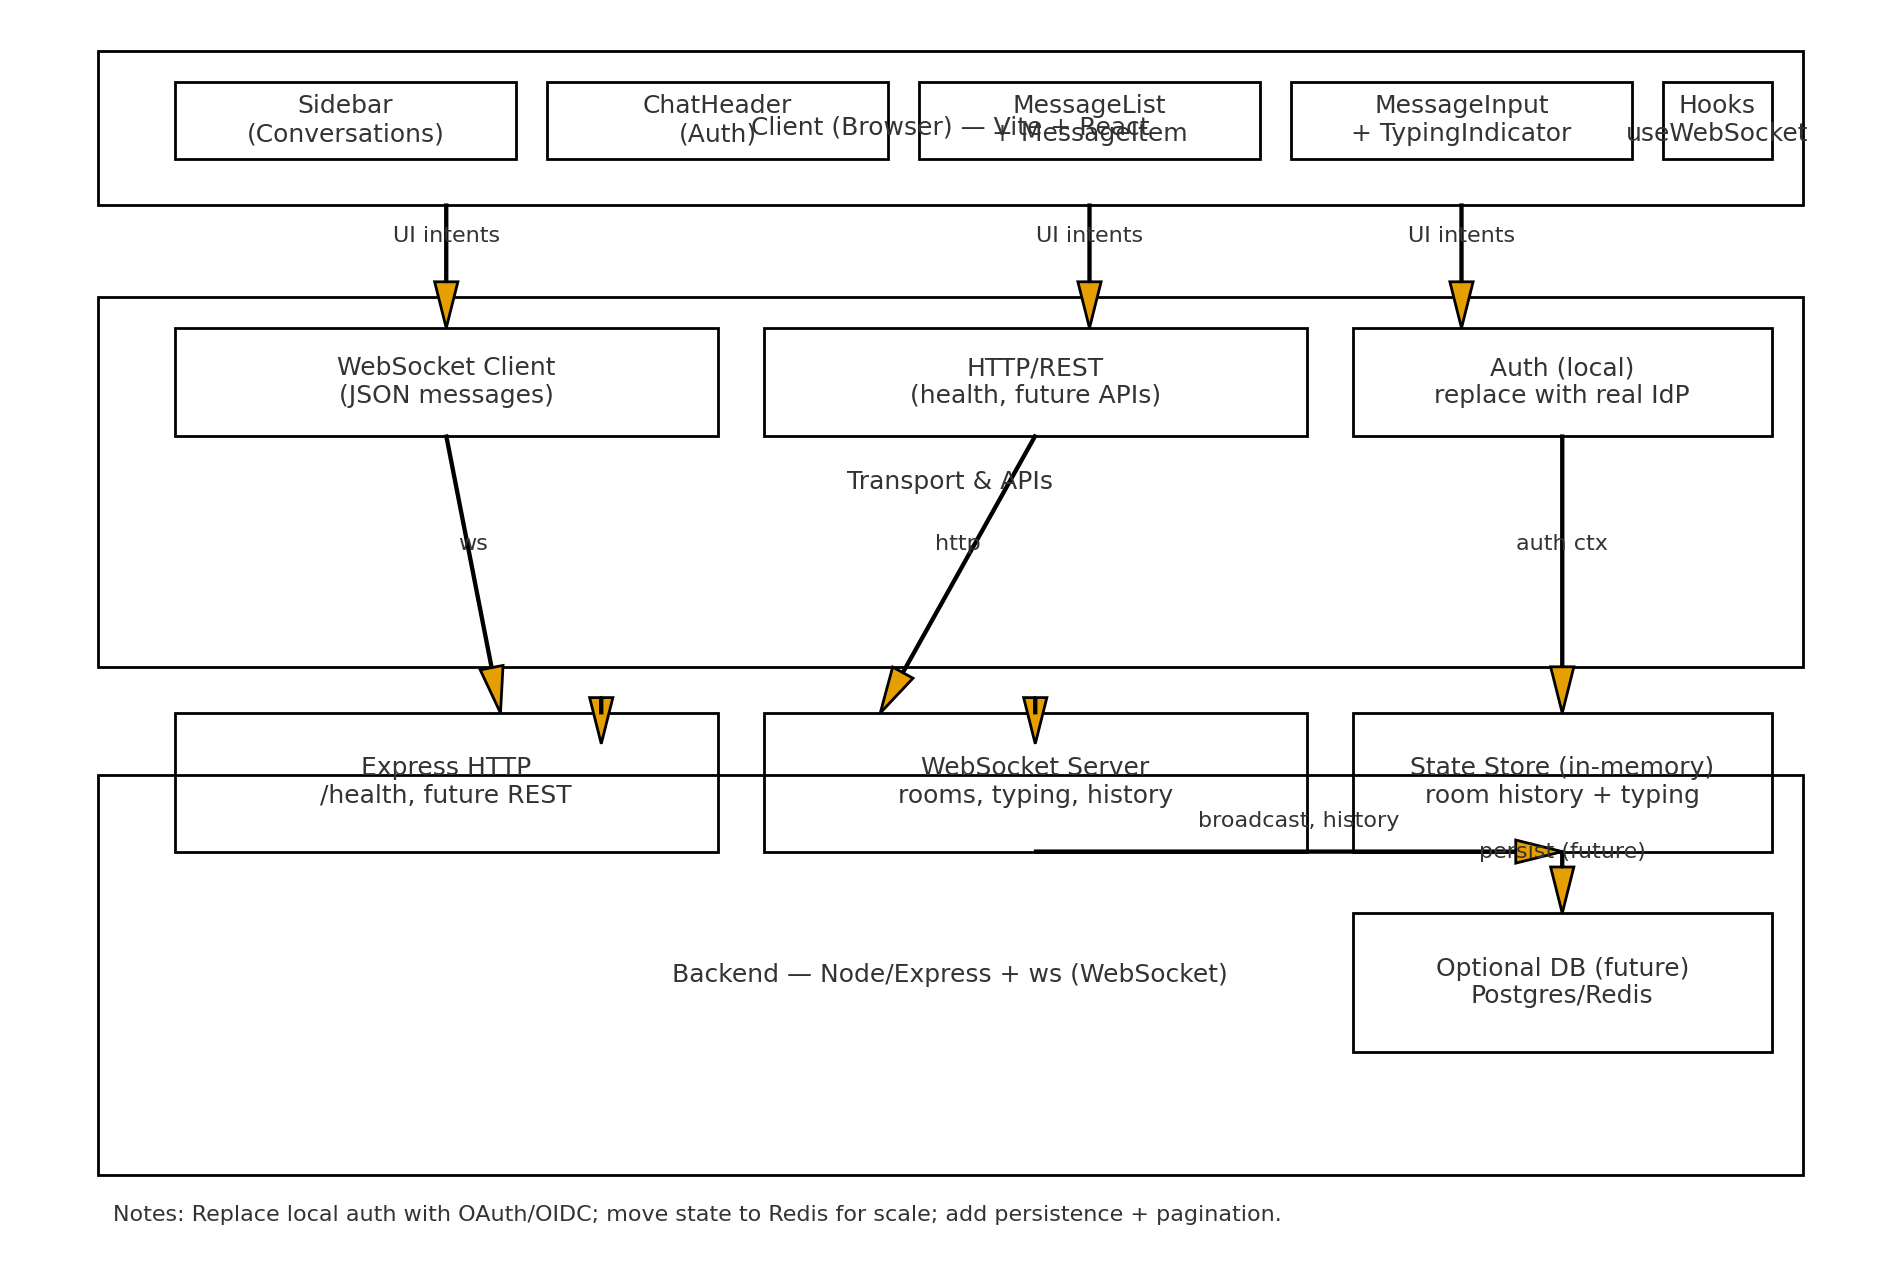 Sidebar
(Conversations)
ChatHeader
(Auth)
Client (Browser) — Vite + React
MessageList
+ MessageItem
MessageInput
+ TypingIndicator
Hooks
useWebSocket
UI intents
UI intents
UI intents
WebSocket Client
(JSON messages)
HTTP/REST
(health, future APIs)
Auth (local)
replace with real IdP
Transport & APIs
ws
http
auth ctx
Express HTTP
/health, future REST
WebSocket Server
rooms, typing, history
State Store (in-memory)
room history + typing
broadcast, history
persist (future)
Backend — Node/Express + ws (WebSocket)
Optional DB (future)
Postgres/Redis
Notes: Replace local auth with OAuth/OIDC; move state to Redis for scale; add persistence + pagination.